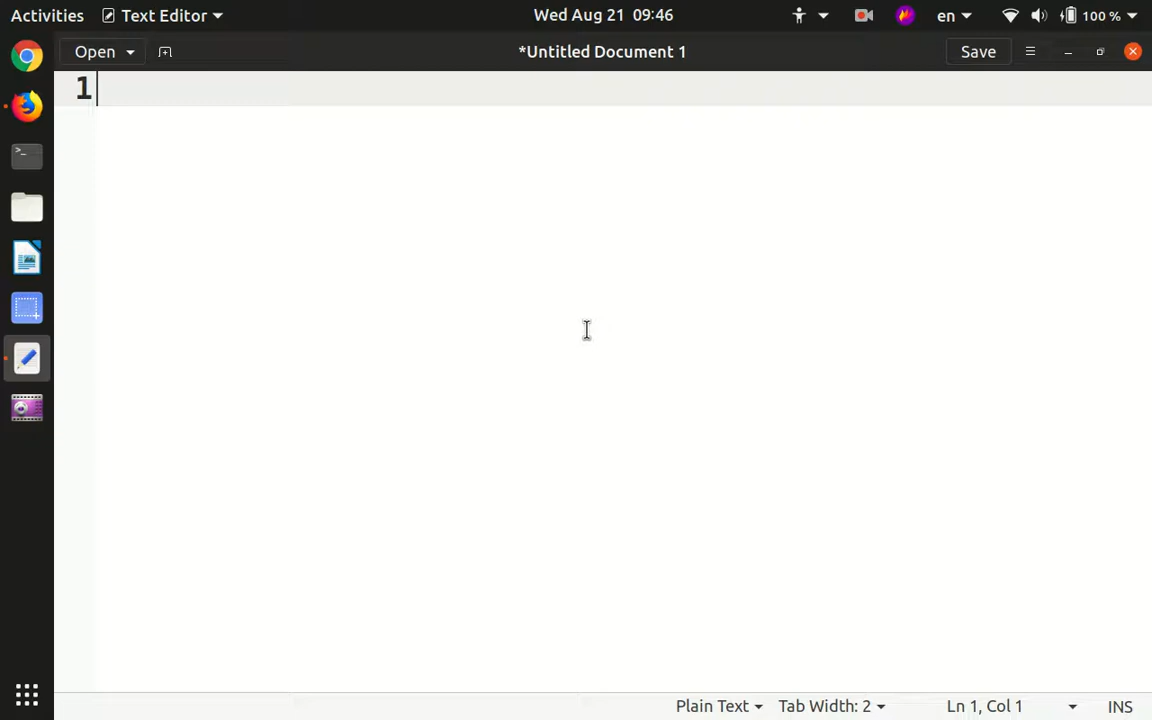 Activities Text Editor Wed Aug 21 09:46 en 100 %
Open *Untitled Document 1 Save
1
Plain Text Tab Width: 2 Ln 1, Col 1 INS